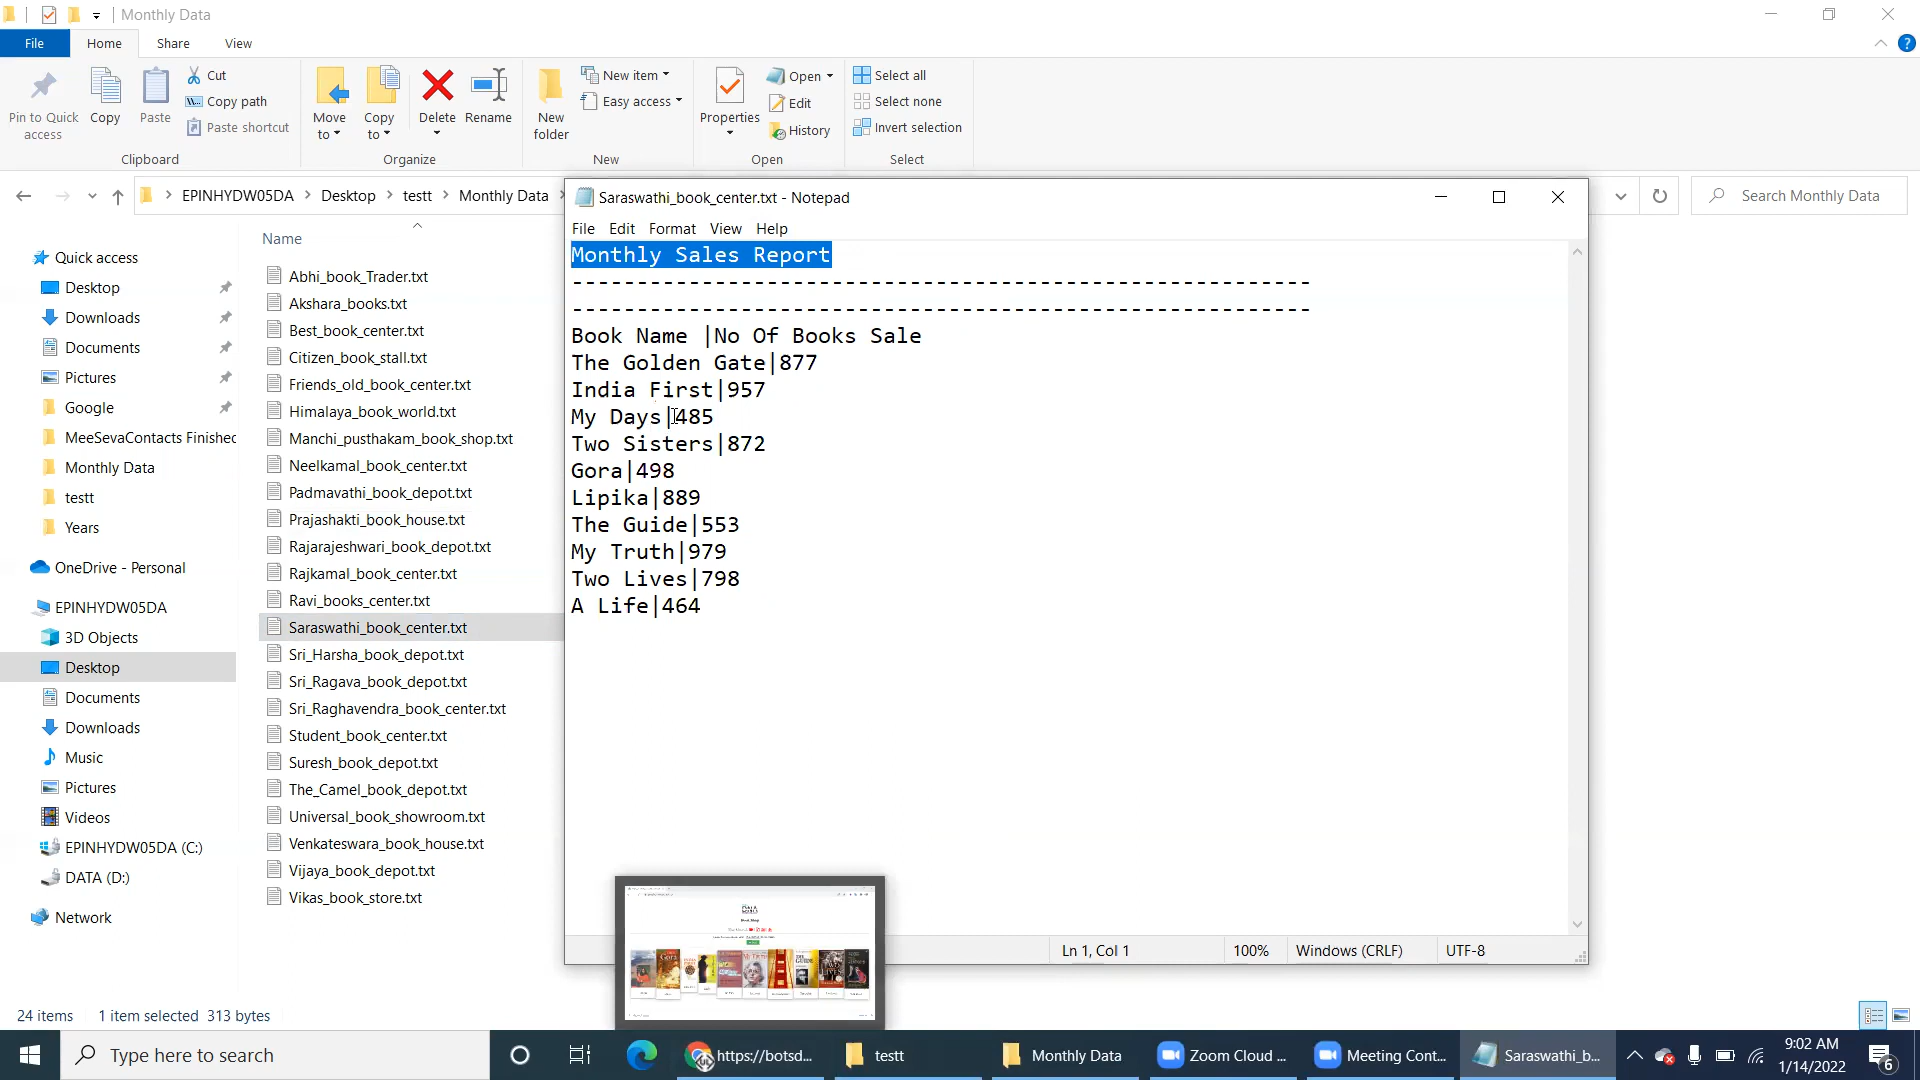 Monthly Data
File
Home
Share
View
Pin to Quick access
Copy
Paste
Cut
Copy path
Paste shortcut
Clipboard
Move to
Copy to
Delete
Rename
Organize
New folder
New item
Easy access
New
Properties
Open
Edit
History
Open
Select all
Select none
Invert selection
Select
EPINHYDW05DA
Desktop
testt
Monthly Data
Search Monthly Data
Quick access
Desktop
Downloads
Documents
Pictures
Google
MeeSevaContacts Finished
Monthly Data
testt
Years
OneDrive - Personal
EPINHYDW05DA
3D Objects
Desktop
Documents
Downloads
Music
Pictures
Videos
EPINHYDW05DA (C:)
DATA (D:)
Network
Name
Abhi_book_Trader.txt
Akshara_books.txt
Best_book_center.txt
Citizen_book_stall.txt
Friends_old_book_center.txt
Himalaya_book_world.txt
Manchi_pusthakam_book_shop.txt
Neelkamal_book_center.txt
Padmavathi_book_depot.txt
Prajashakti_book_house.txt
Rajarajeshwari_book_depot.txt
Rajkamal_book_center.txt
Ravi_books_center.txt
Saraswathi_book_center.txt
Sri_Harsha_book_depot.txt
Sri_Ragava_book_depot.txt
Sri_Raghavendra_book_center.txt
Student_book_center.txt
Suresh_book_depot.txt
The_Camel_book_depot.txt
Universal_book_showroom.txt
Venkateswara_book_house.txt
Vijaya_book_depot.txt
Vikas_book_store.txt
Saraswathi_book_center.txt - Notepad
File Edit Format View Help
Monthly Sales Report
---------------------------------------------------------
---------------------------------------------------------
Book Name |No Of Books Sale
The Golden Gate|877
India First|957
My Days|485
Two Sisters|872
Gora|498
Lipika|889
The Guide|553
My Truth|979
Two Lives|798
A Life|464
Ln 1, Col 1
100%
Windows (CRLF)
UTF-8
24 items
1 item selected 313 bytes
Type here to search
https://botsd...
testt
Monthly Data
Zoom Cloud ...
Meeting Cont...
Saraswathi_b...
9:02 AM
1/14/2022
6